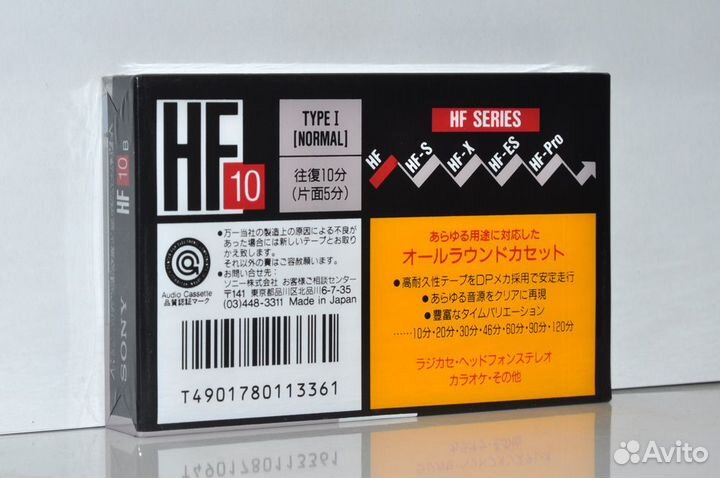 HF
10
TYPE I
[NORMAL]
往復10分
(片面5分)
HF SERIES
HF
HF-S
HF-X
HF-ES
HF-Pro
Audio Cassette
品質認証マーク
●万一当社の製造上の原因による不良が
あった場合には新しいテープとお取り
かえ致します。
それ以外の責はご容赦願います。
●お問い合せ先:
ソニー株式会社 お客様ご相談センター
〒141 東京都品川区北品川6-7-35
(03)448-3311 Made in Japan
T4901780113361
あらゆる用途に対応した
オールラウンドカセット
●高耐久性テープをDPメカ採用で安定走行
●あらゆる音源をクリアに再現
●豊富なタイムバリエーション
……10分・20分・30分・46分・60分・90分・120分
ラジカセ・ヘッドフォンステレオ
カラオケ・その他
HF 10 B
SONY
Avito